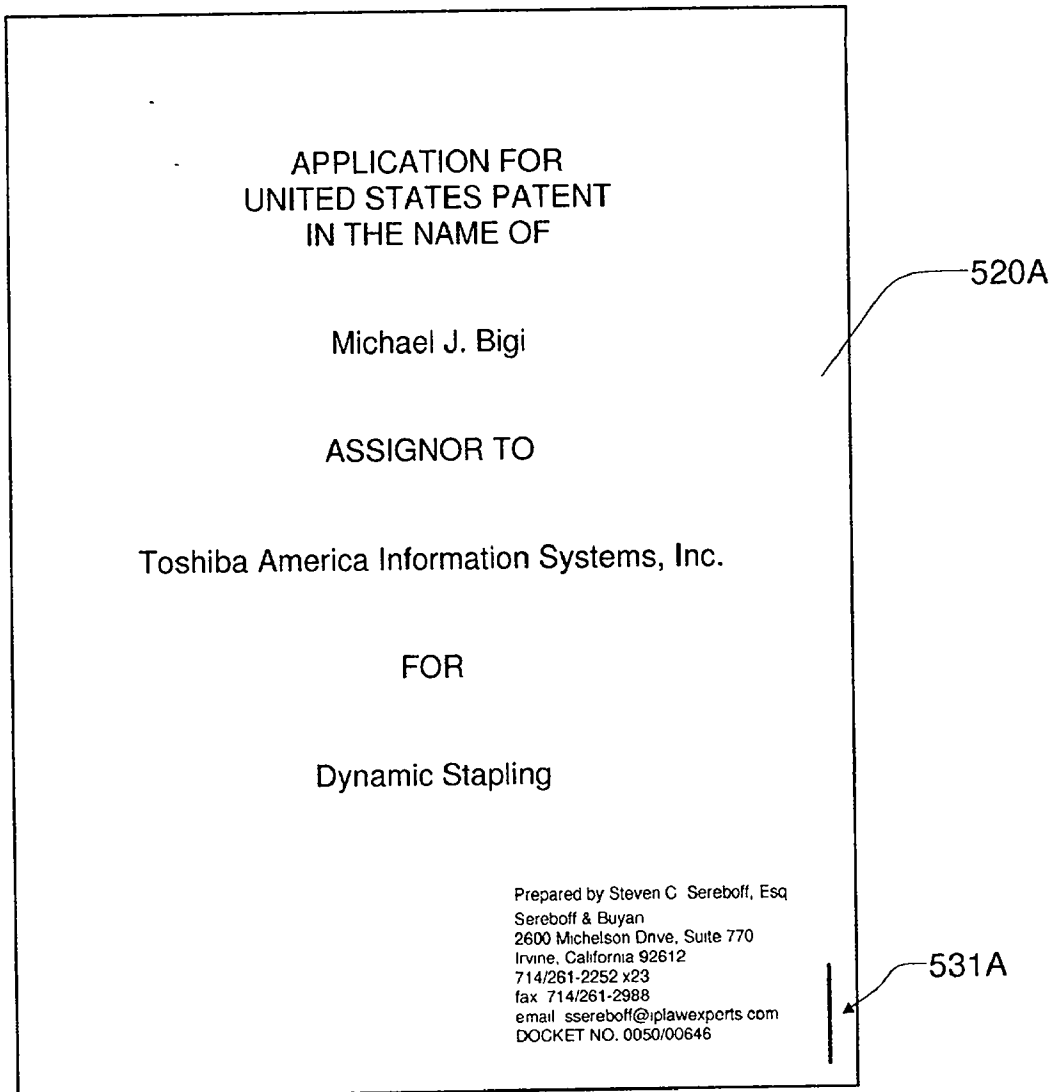 APPLICATION FOR
UNITED STATES PATENT
IN THE NAME OF
Michael J. Bigi
ASSIGNOR TO
Toshiba America Information Systems, Inc.
FOR
Dynamic Stapling
Prepared by Steven C Sereboff, Esq
Sereboff & Buyan
2600 Michelson Drive, Suite 770
Irvine, California 92612
714/261-2252 x23
fax 714/261-2988
email ssereboff@iplawexperts com
DOCKET NO. 0050/00646
520A
531A